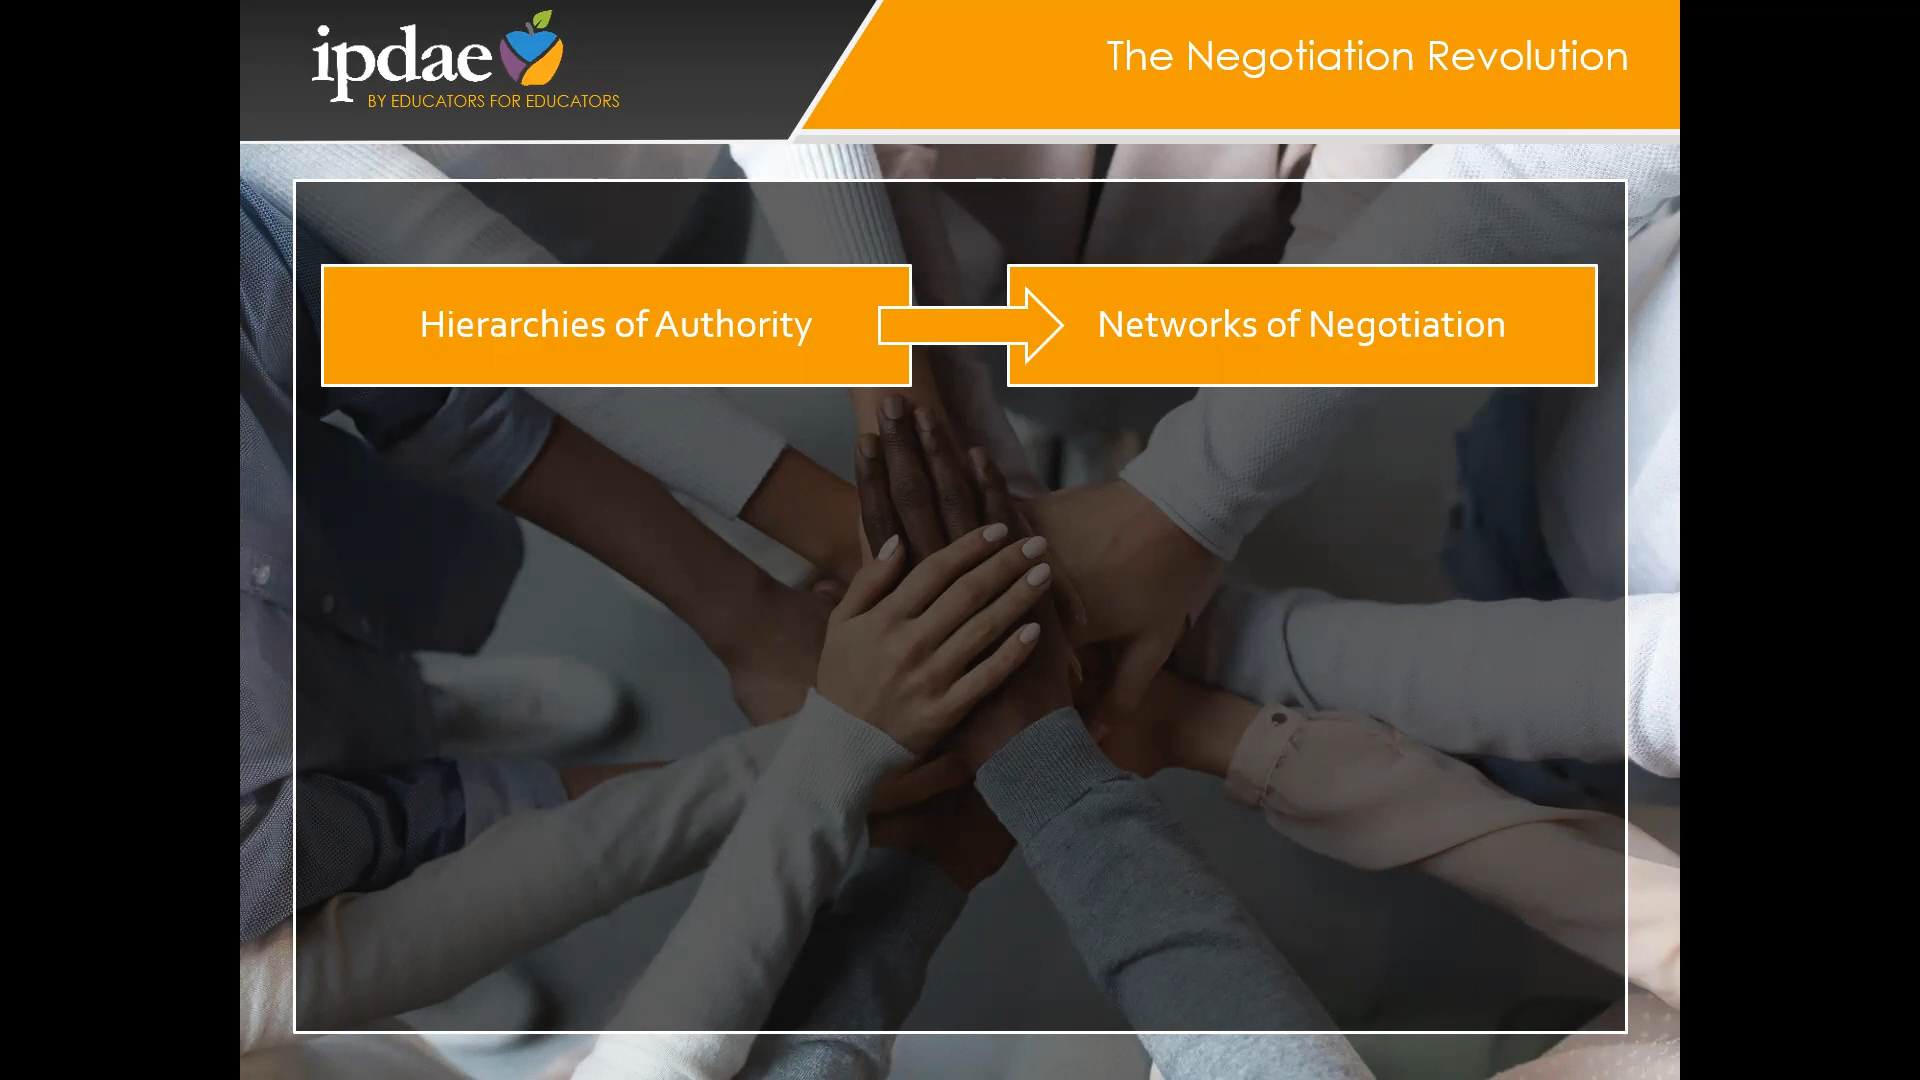 ipdae
BY EDUCATORS FOR EDUCATORS
The Negotiation Revolution
Hierarchies of Authority
Networks of Negotiation